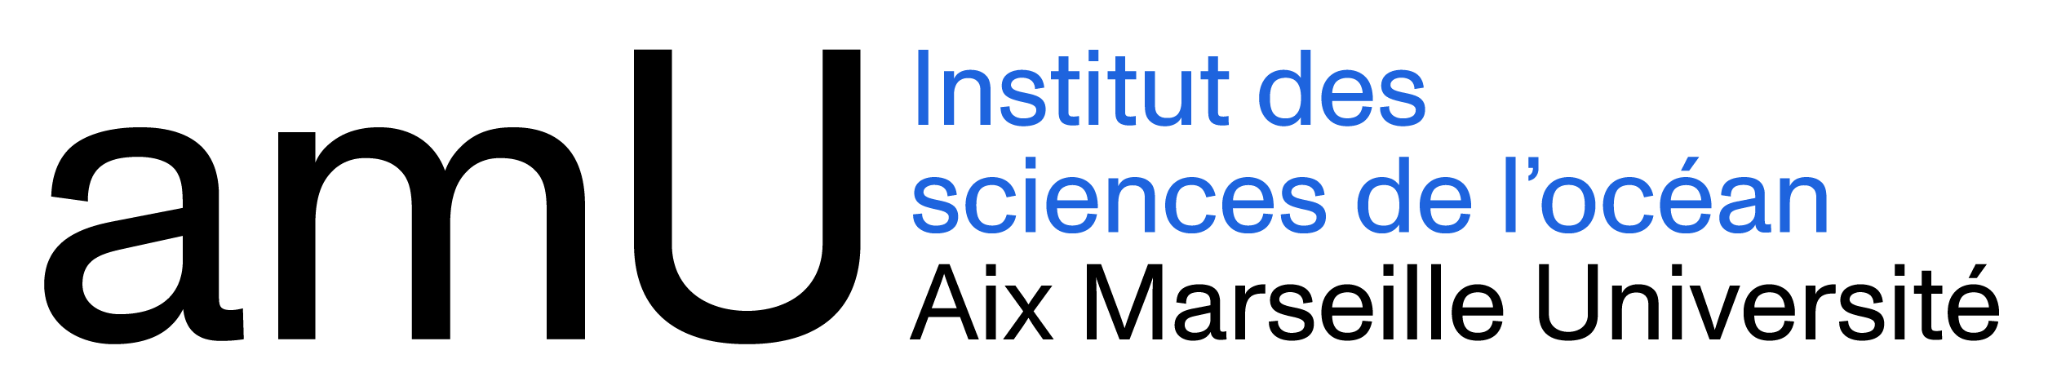 amU
Institut des
sciences de l’océan
Aix Marseille Université